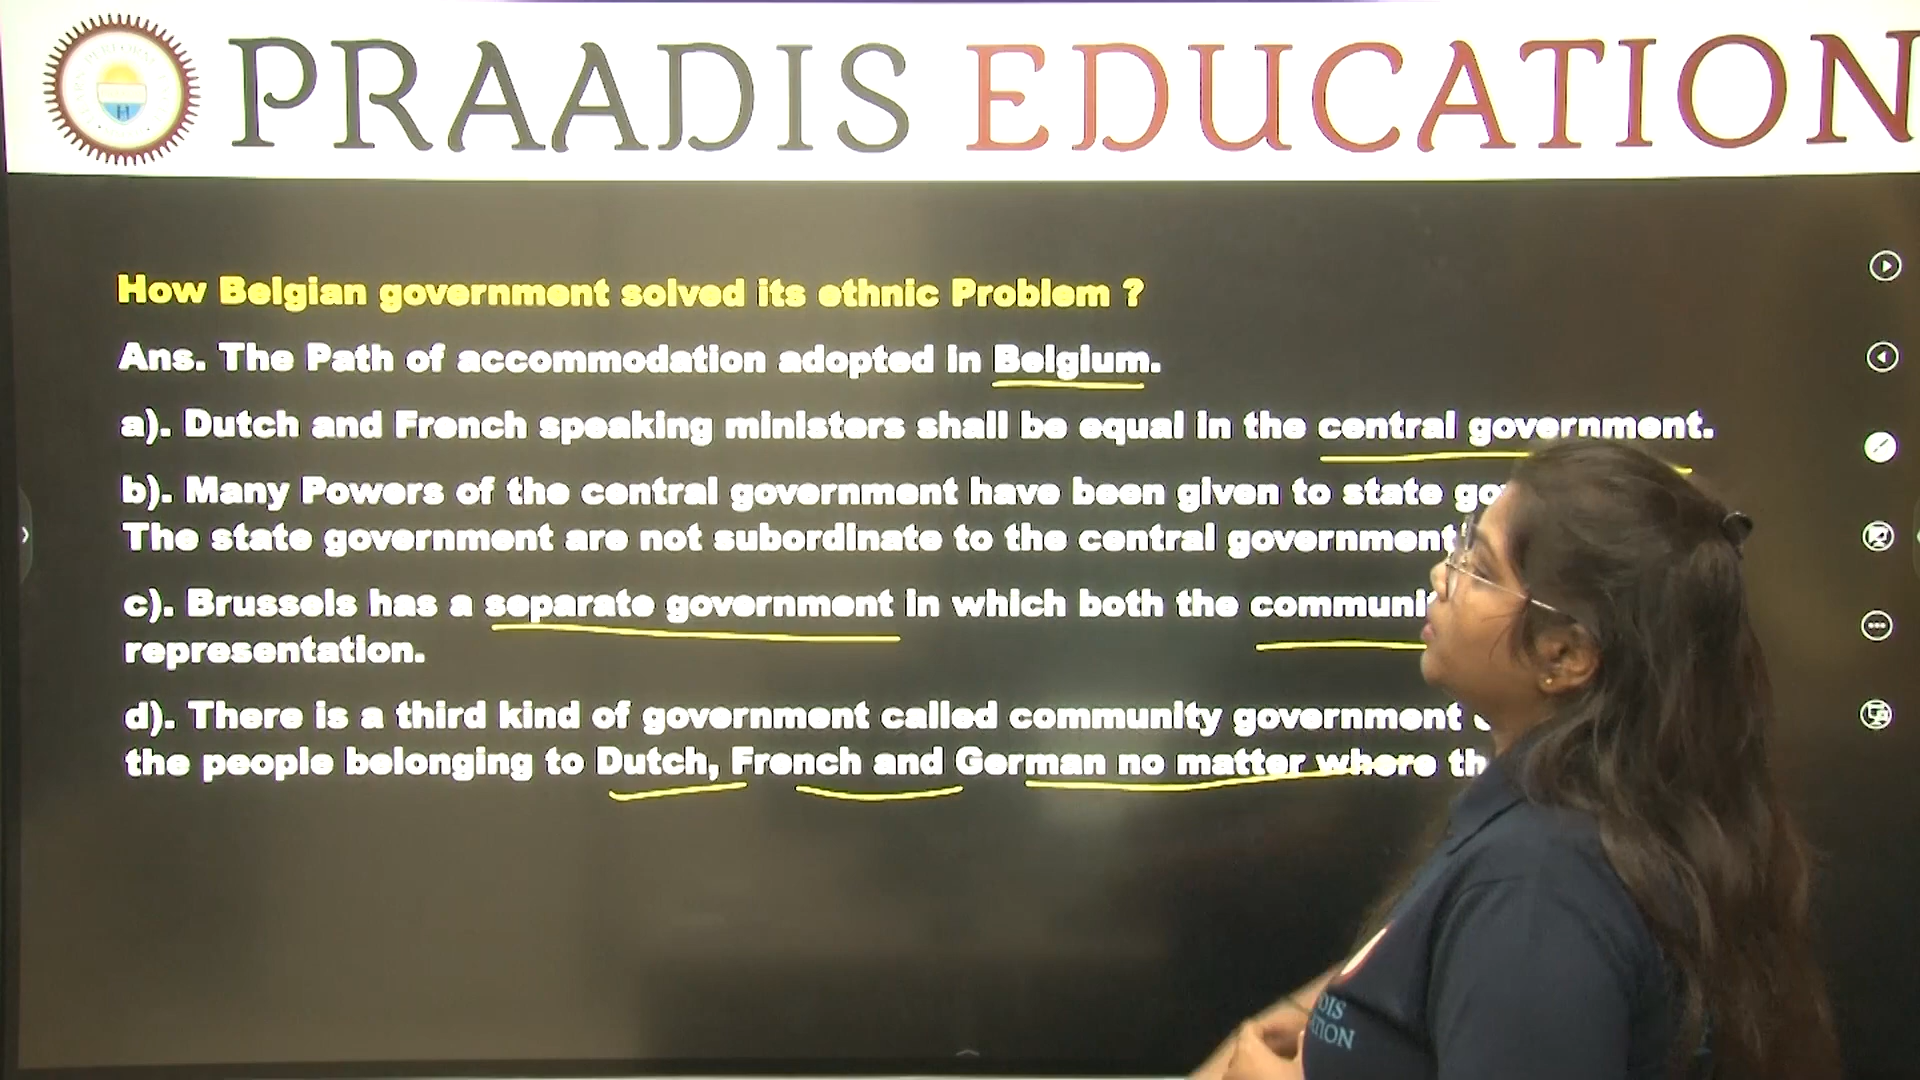 PRAADIS EDUCATION
How Belgian government solved its ethnic Problem ?
Ans. The Path of accommodation adopted in Belgium.
a). Dutch and French speaking ministers shall be equal in the central government.
b). Many Powers of the central government have been given to state
The state government are not subordinate to the central government
c). Brussels has a separate government in which both the
representation.
d). There is a third kind of government called community government
the people belonging to Dutch, French and German no matter where